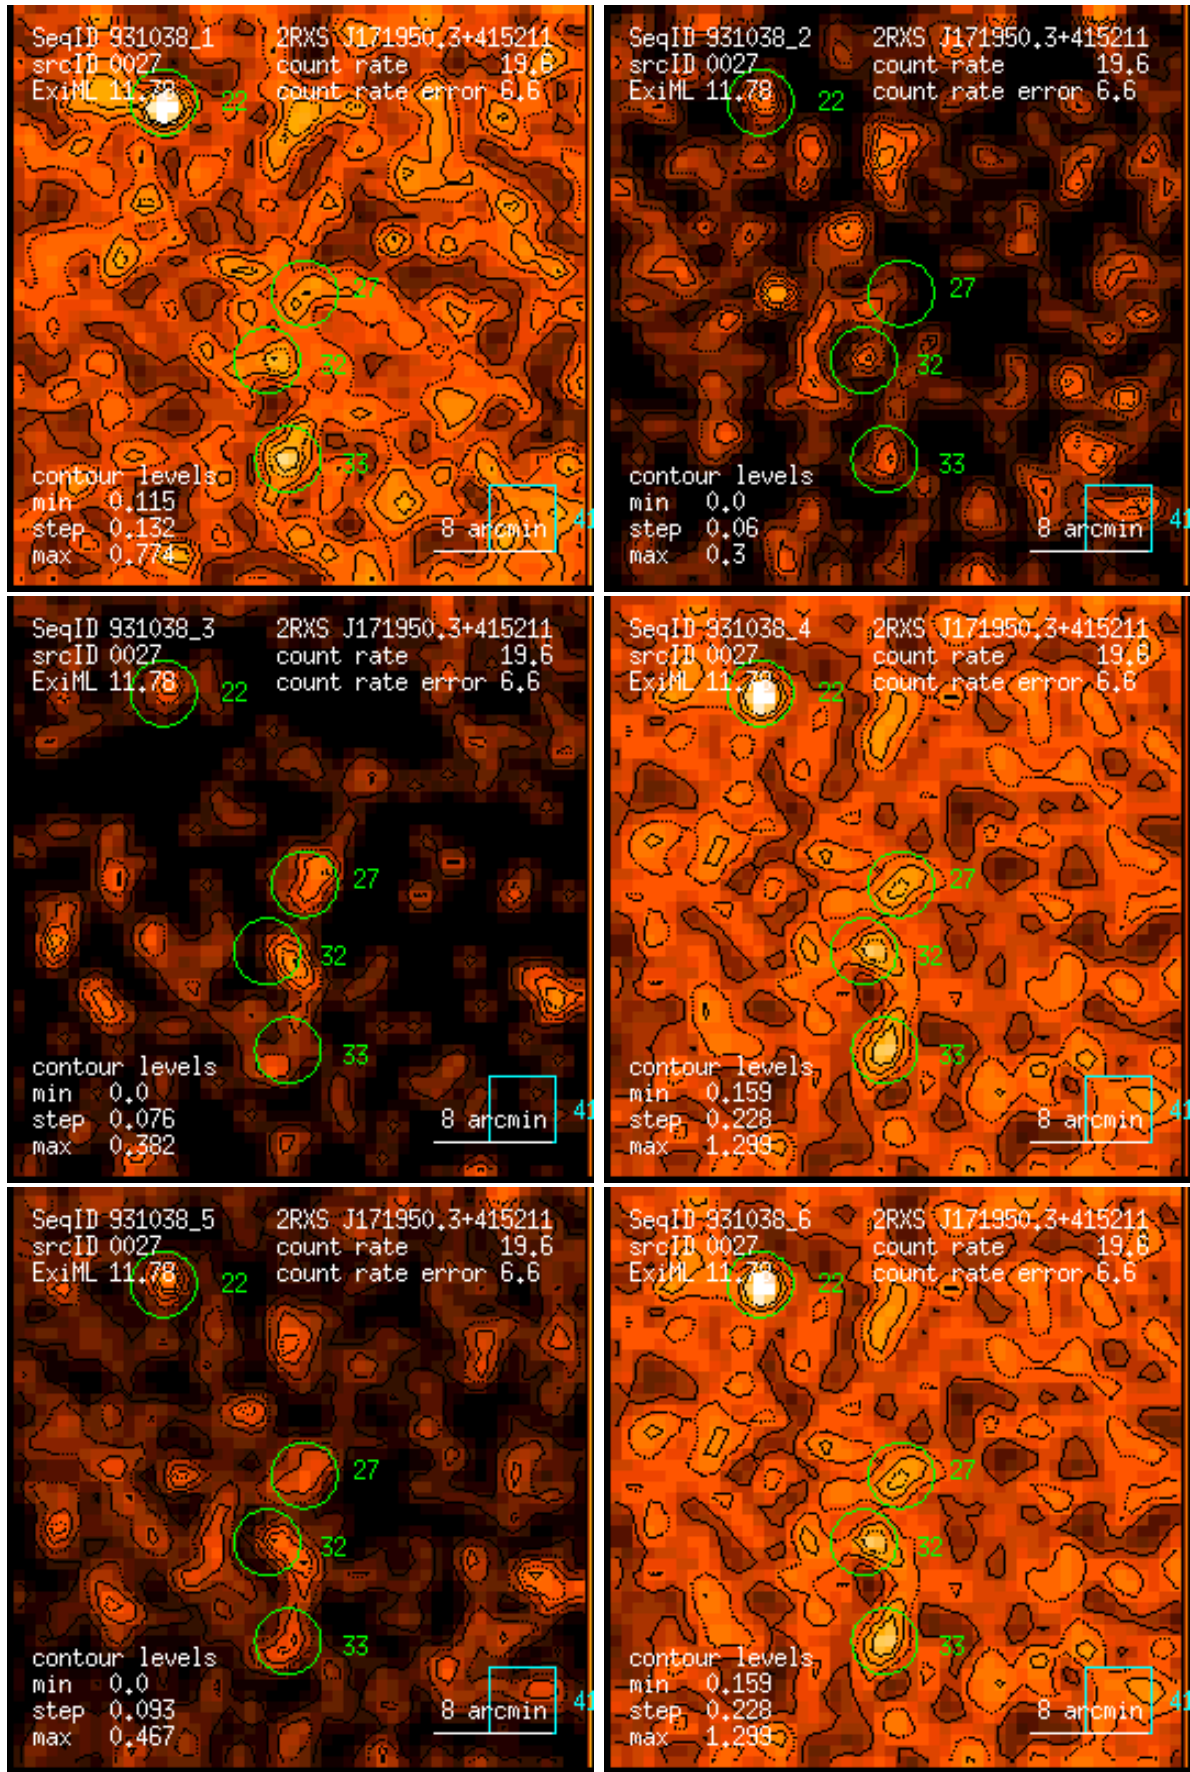 SeqID 931038_1 2RXS J171950.3+415211
srcID 0027 count rate 19.6
ExiML 11.78 count rate error 6.6
22
27
32
33
contour levels
min 0.115
41
step 0.132 8 arcmin
max 0.774
SeqID 931038_2 2RXS J171950.3+415211
srcID 0027 count rate 19.6
ExiML 11.78 count rate error 6.6
22
27
32
33
contour levels
min 0.0
41
step 0.06 8 arcmin
max 0.3
SeqID 931038_3 2RXS J171950.3+415211
srcID 0027 count rate 19.6
ExiML 11.78 count rate error 6.6
22
27
32
33
contour levels
min 0.0
41
step 0.076 8 arcmin
max 0.382
SeqID 931038_4 2RXS J171950.3+415211
srcID 0027 count rate 19.6
ExiML 11.78 count rate error 6.6
22
27
32
33
contour levels
min 0.159
41
step 0.228 8 arcmin
max 1.299
SeqID 931038_5 2RXS J171950.3+415211
srcID 0027 count rate 19.6
ExiML 11.78 count rate error 6.6
22
27
32
33
contour levels
min 0.0
41
step 0.093 8 arcmin
max 0.467
SeqID 931038_6 2RXS J171950.3+415211
srcID 0027 count rate 19.6
ExiML 11.78 count rate error 6.6
22
27
32
33
contour levels
min 0.159
41
step 0.228 8 arcmin
max 1.299